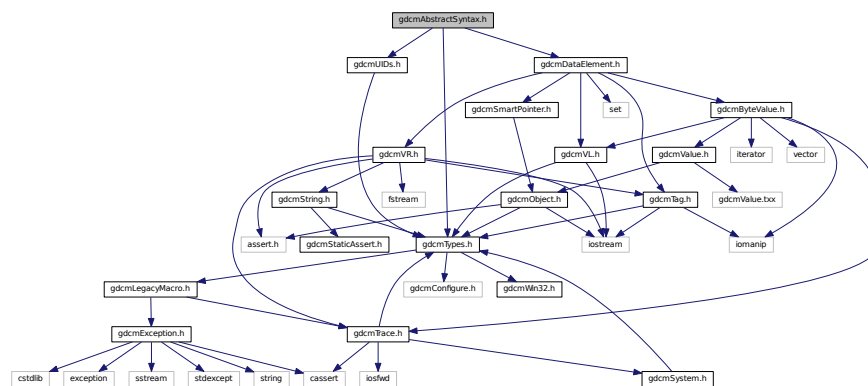 gdcmAbstractSyntax.h
gdcmUIDs.h
gdcmDataElement.h
gdcmSmartPointer.h
set
gdcmByteValue.h
gdcmVR.h
gdcmVL.h
gdcmValue.h
iterator
vector
gdcmString.h
fstream
gdcmObject.h
gdcmTag.h
gdcmValue.txx
assert.h
gdcmStaticAssert.h
gdcmTypes.h
iostream
iomanip
gdcmLegacyMacro.h
gdcmConfigure.h
gdcmWin32.h
gdcmException.h
gdcmTrace.h
cstdlib
exception
sstream
stdexcept
string
cassert
iosfwd
gdcmSystem.h